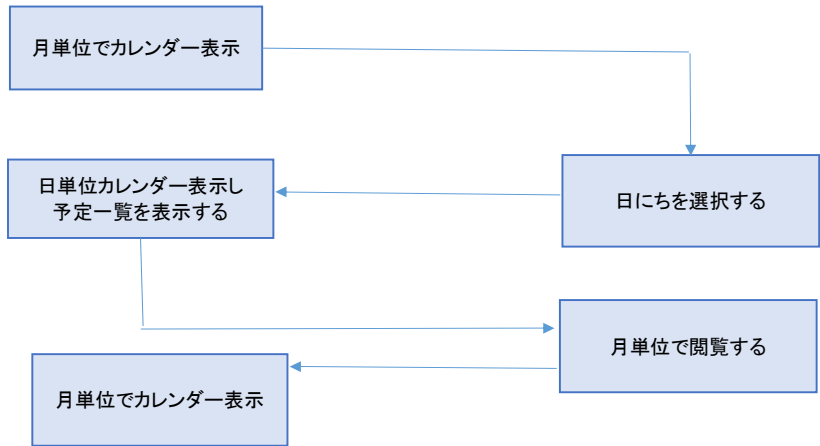 月単位でカレンダー表示
日単位カレンダー表示し
予定一覧を表示する
日にちを選択する
月単位で閲覧する
月単位でカレンダー表示